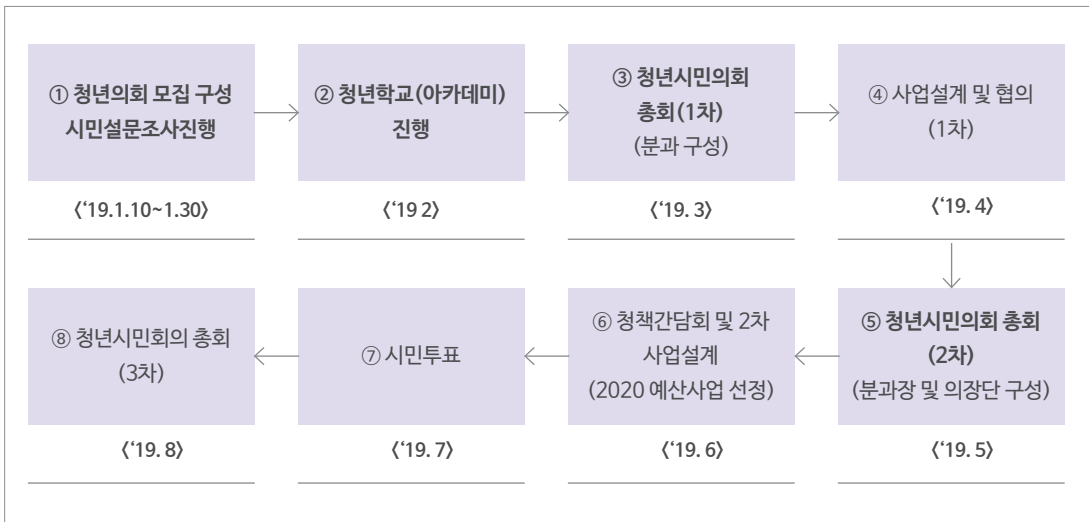 ① 청년의회 모집 구성
시민설문조사진행
② 청년학교(아카데미)
진행
③ 청년시민의회
총회(1차)
(분과 구성)
④ 사업설계 및 협의
(1차)
〈‘19.1.10~1.30〉
〈‘19 2〉
〈‘19. 3〉
〈‘19. 4〉
⑤ 청년시민의회 총회
(2차)
(분과장 및 의장단 구성)
⑥ 청책간담회 및 2차
사업설계
(2020 예산사업 선정)
⑦ 시민투표
⑧ 청년시민회의 총회
(3차)
〈‘19. 5〉
〈‘19. 6〉
〈‘19. 7〉
〈‘19. 8〉